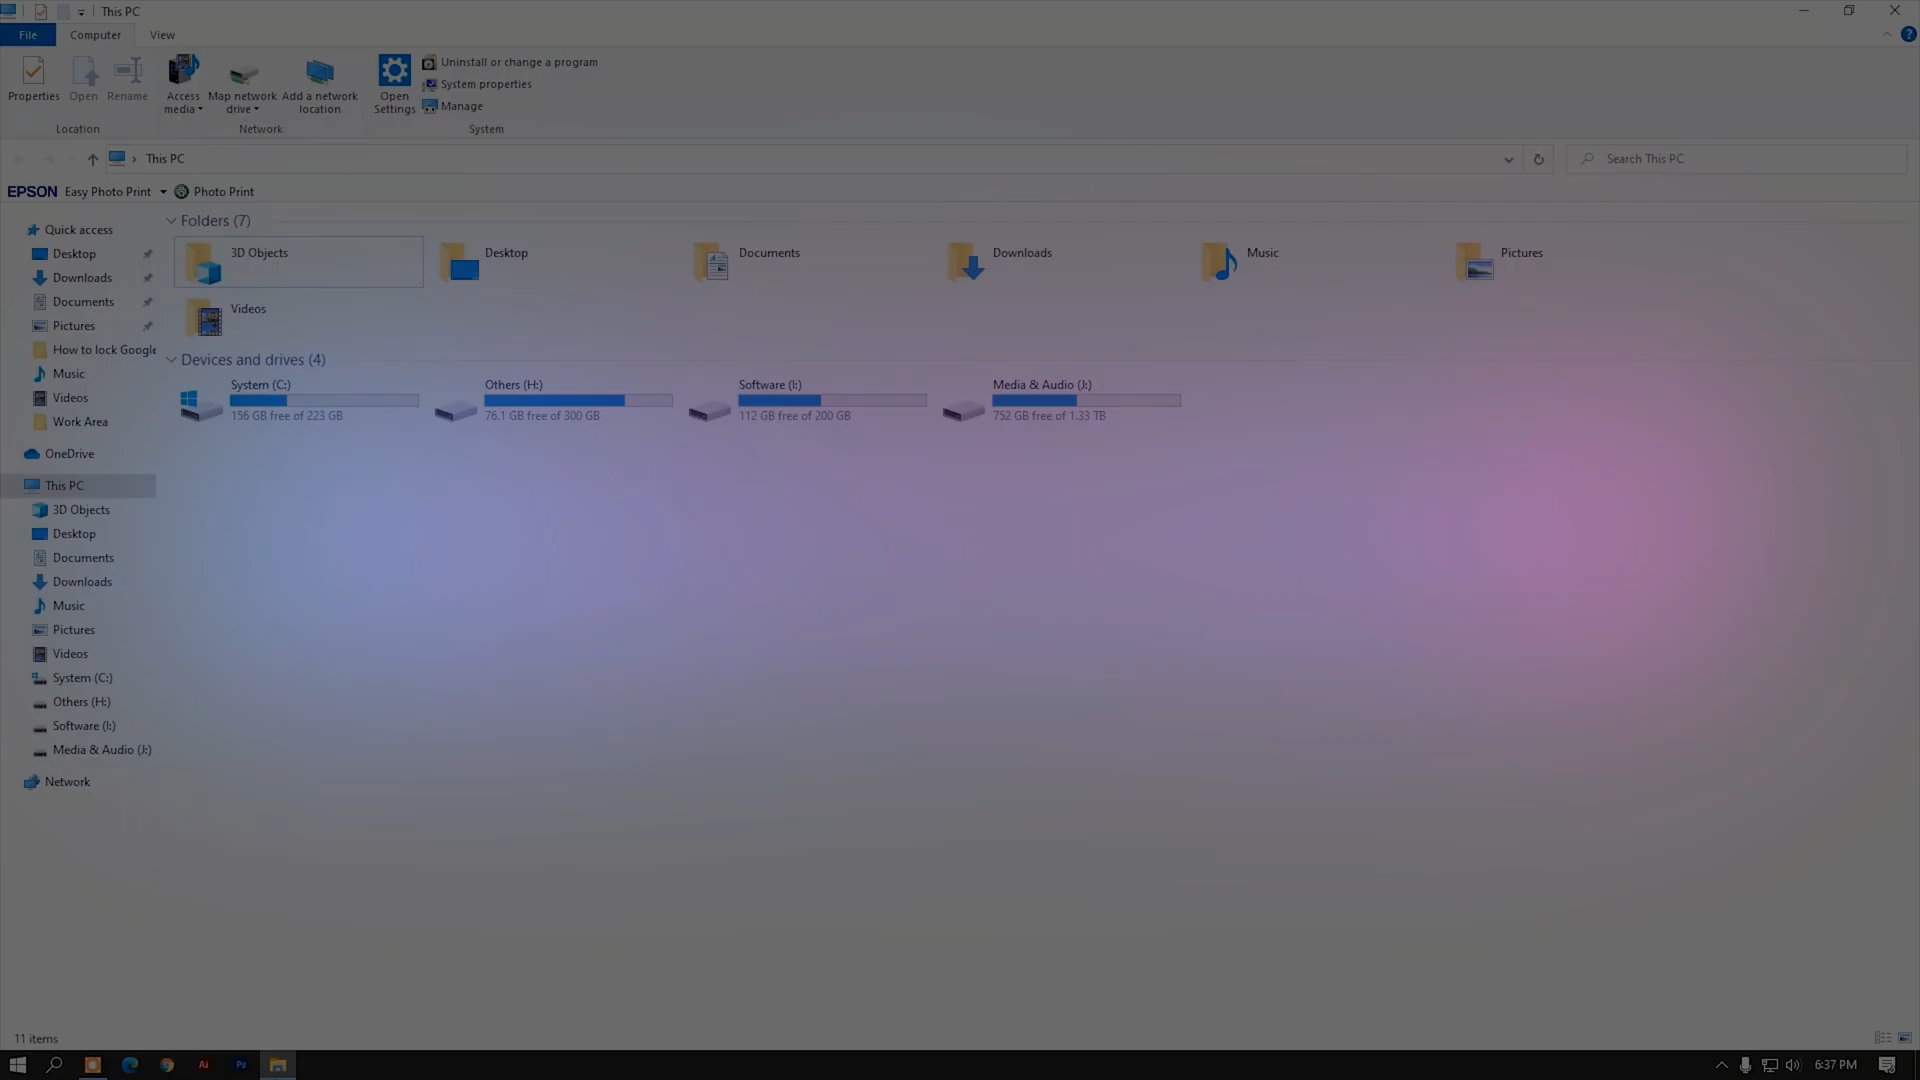 This PC
File Computer View
Properties Open Rename Access media Map network drive Add a network location Open Settings
Uninstall or change a program
System properties
Manage
Location Network System
This PC
Search This PC
EPSON Easy Photo Print Photo Print
Quick access
Desktop
Downloads
Documents
Pictures
How to lock Google
Music
Videos
Work Area
OneDrive
This PC
3D Objects
Desktop
Documents
Downloads
Music
Pictures
Videos
System (C:)
Others (H:)
Software (I:)
Media & Audio (J:)
Network
Folders (7)
3D Objects Desktop Documents Downloads Music Pictures
Videos
Devices and drives (4)
System (C:) Others (H:) Software (I:) Media & Audio (J:)
156 GB free of 223 GB 76.1 GB free of 300 GB 112 GB free of 200 GB 752 GB free of 1.33 TB
11 items
Ai Ps 6:37 PM